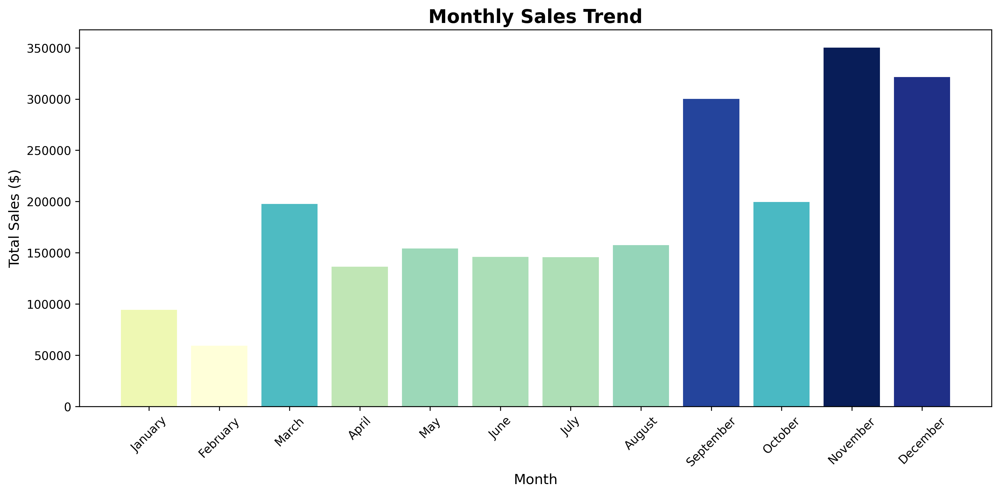 Monthly Sales Trend
Total Sales ($)
350000
300000
250000
200000
150000
100000
50000
0
January
February
March
April
May
June
July
August
September
October
November
December
Month